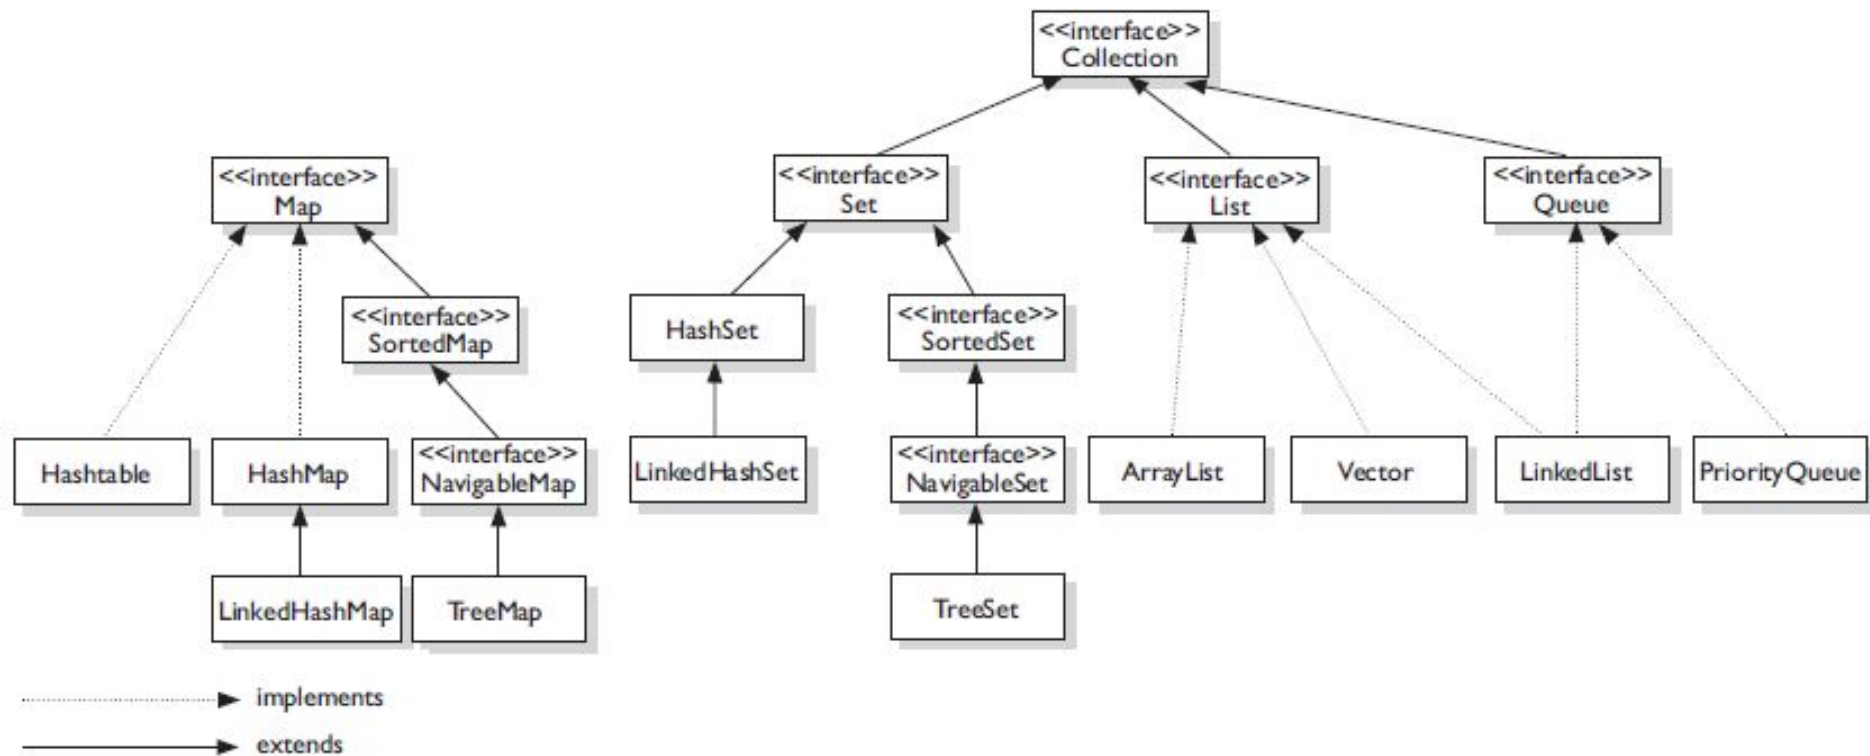 <<interface>>
Collection
<<interface>>
Map
<<interface>>
Set
<<interface>>
List
<<interface>>
Queue
<<interface>>
SortedMap
HashSet
<<interface>>
SortedSet
Hashtable
HashMap
<<interface>>
NavigableMap
LinkedHashSet
<<interface>>
NavigableSet
ArrayList
Vector
LinkedList
PriorityQueue
LinkedHashMap
TreeMap
TreeSet
implements
extends